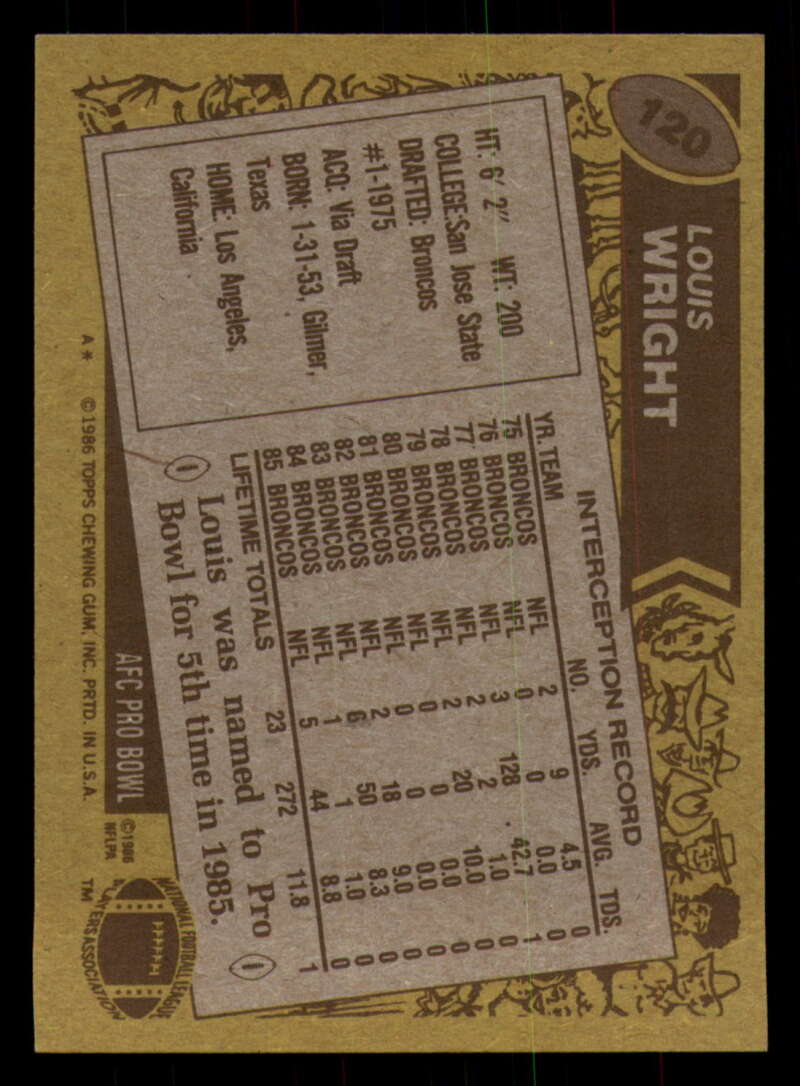 120
LOUIS
WRIGHT
HT: 6' 2" WT: 200
COLLEGE: San Jose State
DRAFTED: Broncos
#1-1975
ACQ: Via Draft
BORN: 1-31-53, Gilmer,
Texas
HOME: Los Angeles,
California
INTERCEPTION RECORD
YR. TEAM NO. YDS. AVG. TDS.
75 BRONCOS NFL 2 9 4.5 0
76 BRONCOS NFL 0 0 0.0 0
77 BRONCOS NFL 3 128 42.7 1
78 BRONCOS NFL 2 2 1.0 0
79 BRONCOS NFL 2 20 10.0 0
80 BRONCOS NFL 0 0 0.0 0
81 BRONCOS NFL 0 0 0.0 0
82 BRONCOS NFL 2 18 9.0 0
83 BRONCOS NFL 6 50 8.3 0
84 BRONCOS NFL 1 1 1.0 0
85 BRONCOS NFL 5 44 8.8 0
LIFETIME TOTALS 23 272 11.8 1
Louis was named to Pro
Bowl for 5th time in 1985.
AFC PRO BOWL
©1986
NFLPA
NATIONAL FOOTBALL LEAGUE
PLAYERS ASSOCIATION
TM
A* ©1986 TOPPS CHEWING GUM, INC. PRTD. IN U.S.A.